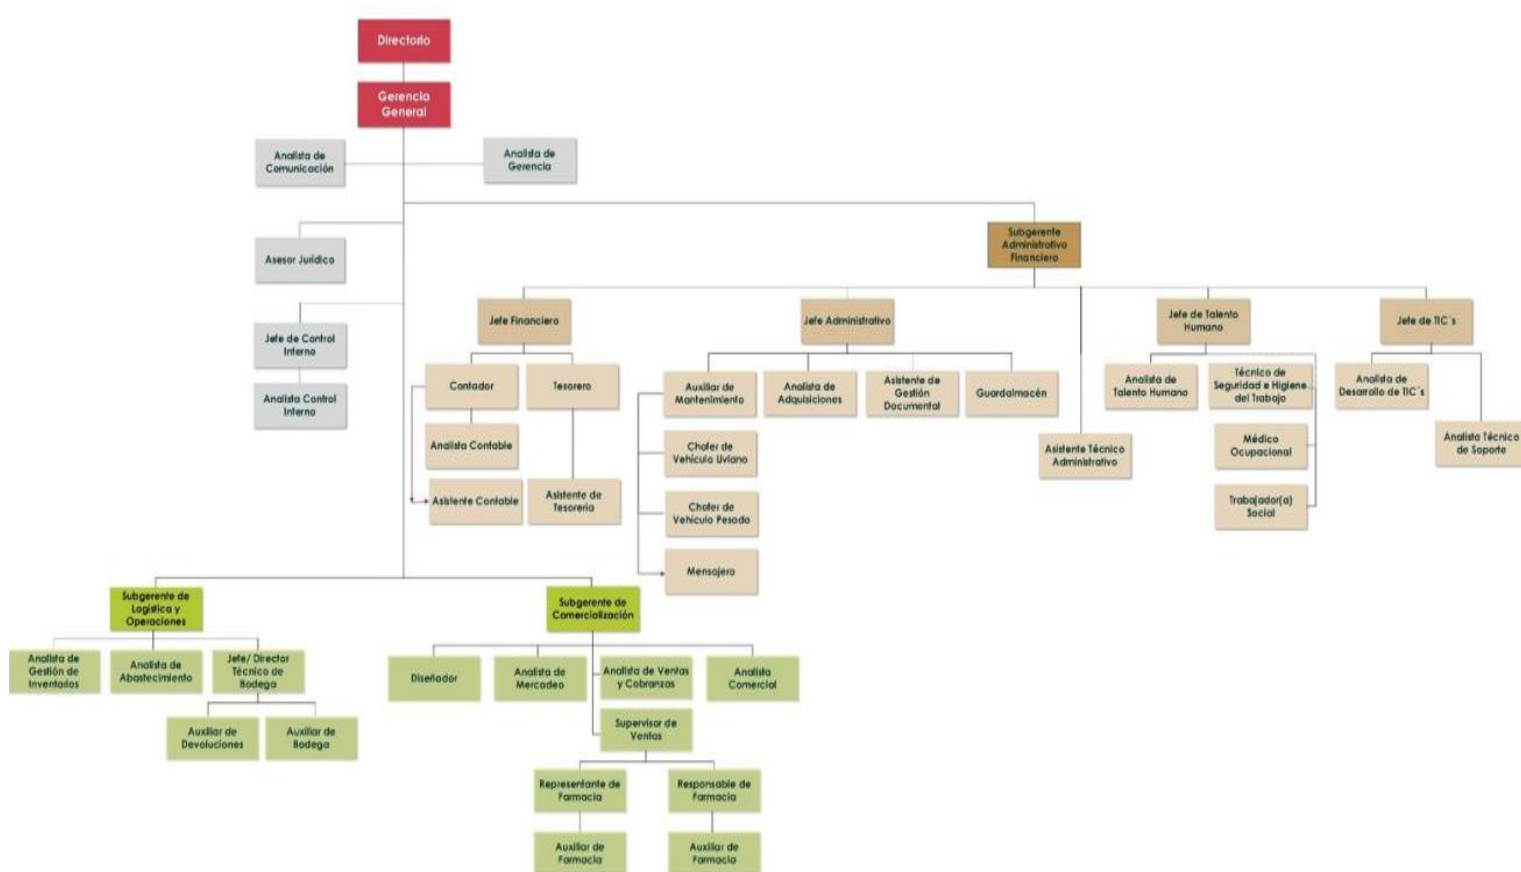 Directorio
Gerencia
General
Analista de
Comunicación
Analista de
Gerencia
Asesor Jurídico
Jefe de Control
Interno
Analista Control
Interno
Subgerente
Administrativo
Financiero
Jefe Financiero
Jefe Administrativo
Jefe de Talento
Humano
Jefe de TIC´s
Contador
Tesorero
Analista Contable
Asistente Contable
Asistente de
Tesorería
Auxiliar de
Mantenimiento
Analista de
Adquisiciones
Asistente de
Gestión
Documental
Guardalmacén
Chofer de
Vehículo Liviano
Chofer de
Vehículo Pesado
Mensajero
Asistente Técnico
Administrativo
Analista de
Talento Humano
Técnico de
Seguridad e Higiene
del Trabajo
Médico
Ocupacional
Trabajador(a)
Social
Analista de
Desarrollo de TIC´s
Analista Técnico
de Soporte
Subgerente de
Logística y
Operaciones
Analista de
Gestión de
Inventarios
Analista de
Abastecimiento
Jefe/ Director
Técnico de
Bodega
Auxiliar de
Devoluciones
Auxiliar de
Bodega
Subgerente de
Comercialización
Diseñador
Analista de
Mercadeo
Analista de Ventas
y Cobranzas
Analista
Comercial
Supervisor de
Ventas
Representante de
Farmacia
Responsable de
Farmacia
Auxiliar de
Farmacia
Auxiliar de
Farmacia